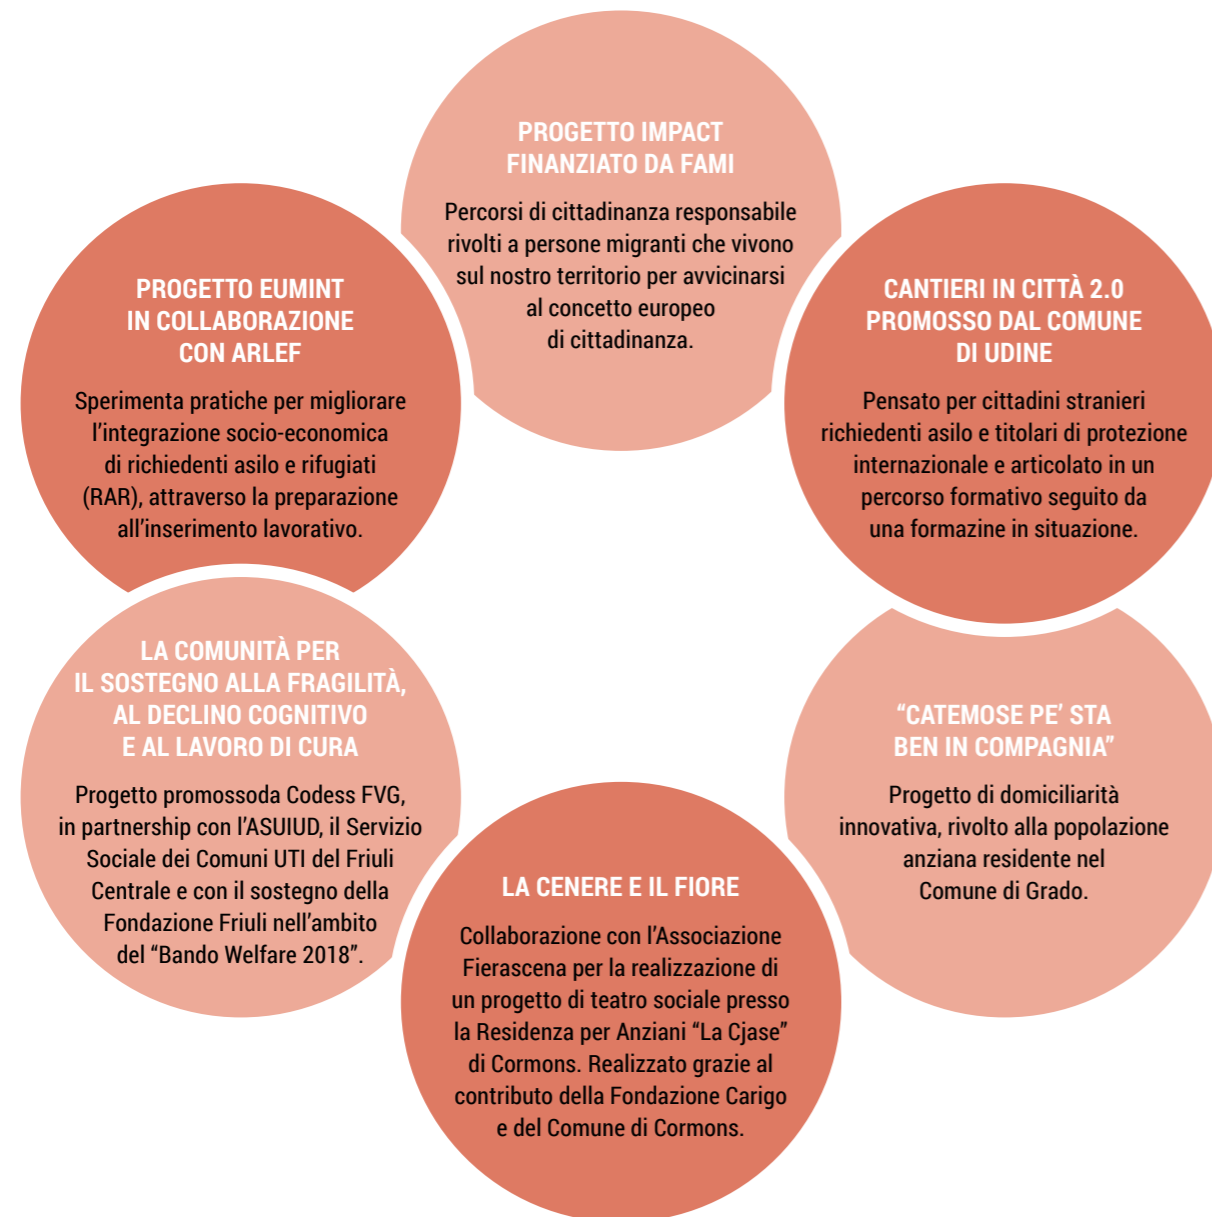 PROGETTO IMPACT
FINANZIATO DA FAMI
Percorsi di cittadinanza responsabile
rivolti a persone migranti che vivono
sul nostro territorio per avvicinarsi
al concetto europeo
di cittadinanza.
PROGETTO EUMINT
IN COLLABORAZIONE
CON ARLEF
Sperimenta pratiche per migliorare
l’integrazione socio-economica
di richiedenti asilo e rifugiati
(RAR), attraverso la preparazione
all’inserimento lavorativo.
CANTIERI IN CITTÀ 2.0
PROMOSSO DAL COMUNE
DI UDINE
Pensato per cittadini stranieri
richiedenti asilo e titolari di protezione
internazionale e articolato in un
percorso formativo seguito da
una formazine in situazione.
LA COMUNITÀ PER
IL SOSTEGNO ALLA FRAGILITÀ,
AL DECLINO COGNITIVO
E AL LAVORO DI CURA
Progetto promossoda Codess FVG,
in partnership con l’ASUIUD, il Servizio
Sociale dei Comuni UTI del Friuli
Centrale e con il sostegno della
Fondazione Friuli nell’ambito
del “Bando Welfare 2018”.
“CATEMOSE PE’ STA
BEN IN COMPAGNIA”
Progetto di domiciliarità
innovativa, rivolto alla popolazione
anziana residente nel
Comune di Grado.
LA CENERE E IL FIORE
Collaborazione con l’Associazione
Fierascena per la realizzazione di
un progetto di teatro sociale presso
la Residenza per Anziani “La Cjase”
di Cormons. Realizzato grazie al
contributo della Fondazione Carigo
e del Comune di Cormons.